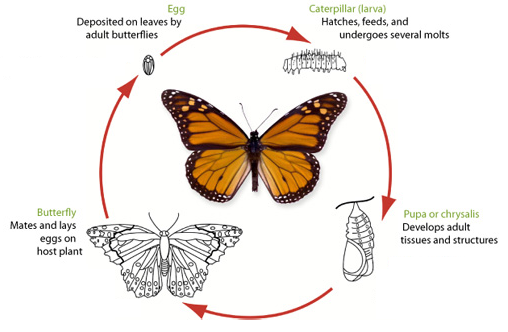 Egg
Deposited on leaves by
adult butterflies
Caterpillar (larva)
Hatches, feeds, and
undergoes several molts
Pupa or chrysalis
Develops adult
tissues and structures
Butterfly
Mates and lays
eggs on
host plant